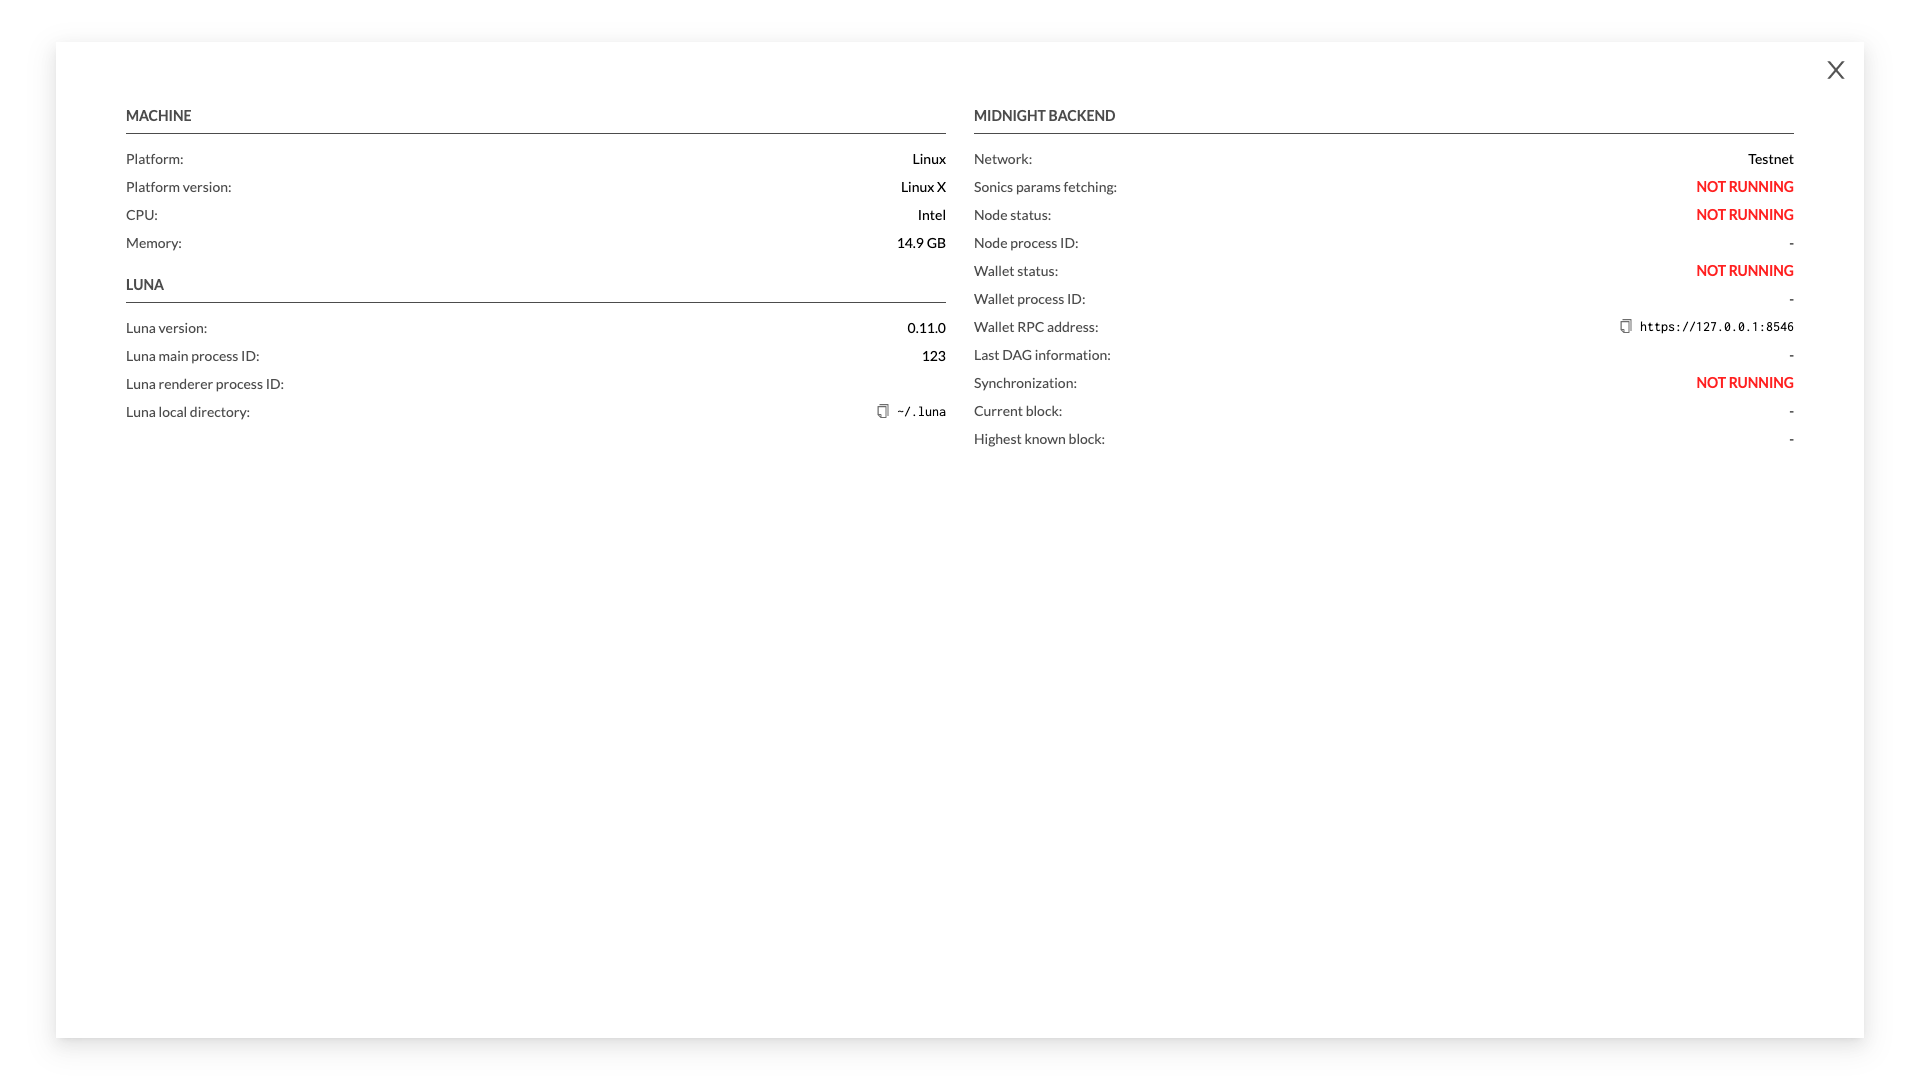 X
MACHINE
Platform: Linux
Platform version: Linux X
CPU: Intel
Memory: 14.9 GB
LUNA
Luna version: 0.11.0
Luna main process ID: 123
Luna renderer process ID:
Luna local directory: ~/.luna
MIDNIGHT BACKEND
Network: Testnet
Sonics params fetching: NOT RUNNING
Node status: NOT RUNNING
Node process ID: -
Wallet status: NOT RUNNING
Wallet process ID: -
Wallet RPC address: https://127.0.0.1:8546
Last DAG information: -
Synchronization: NOT RUNNING
Current block: -
Highest known block: -